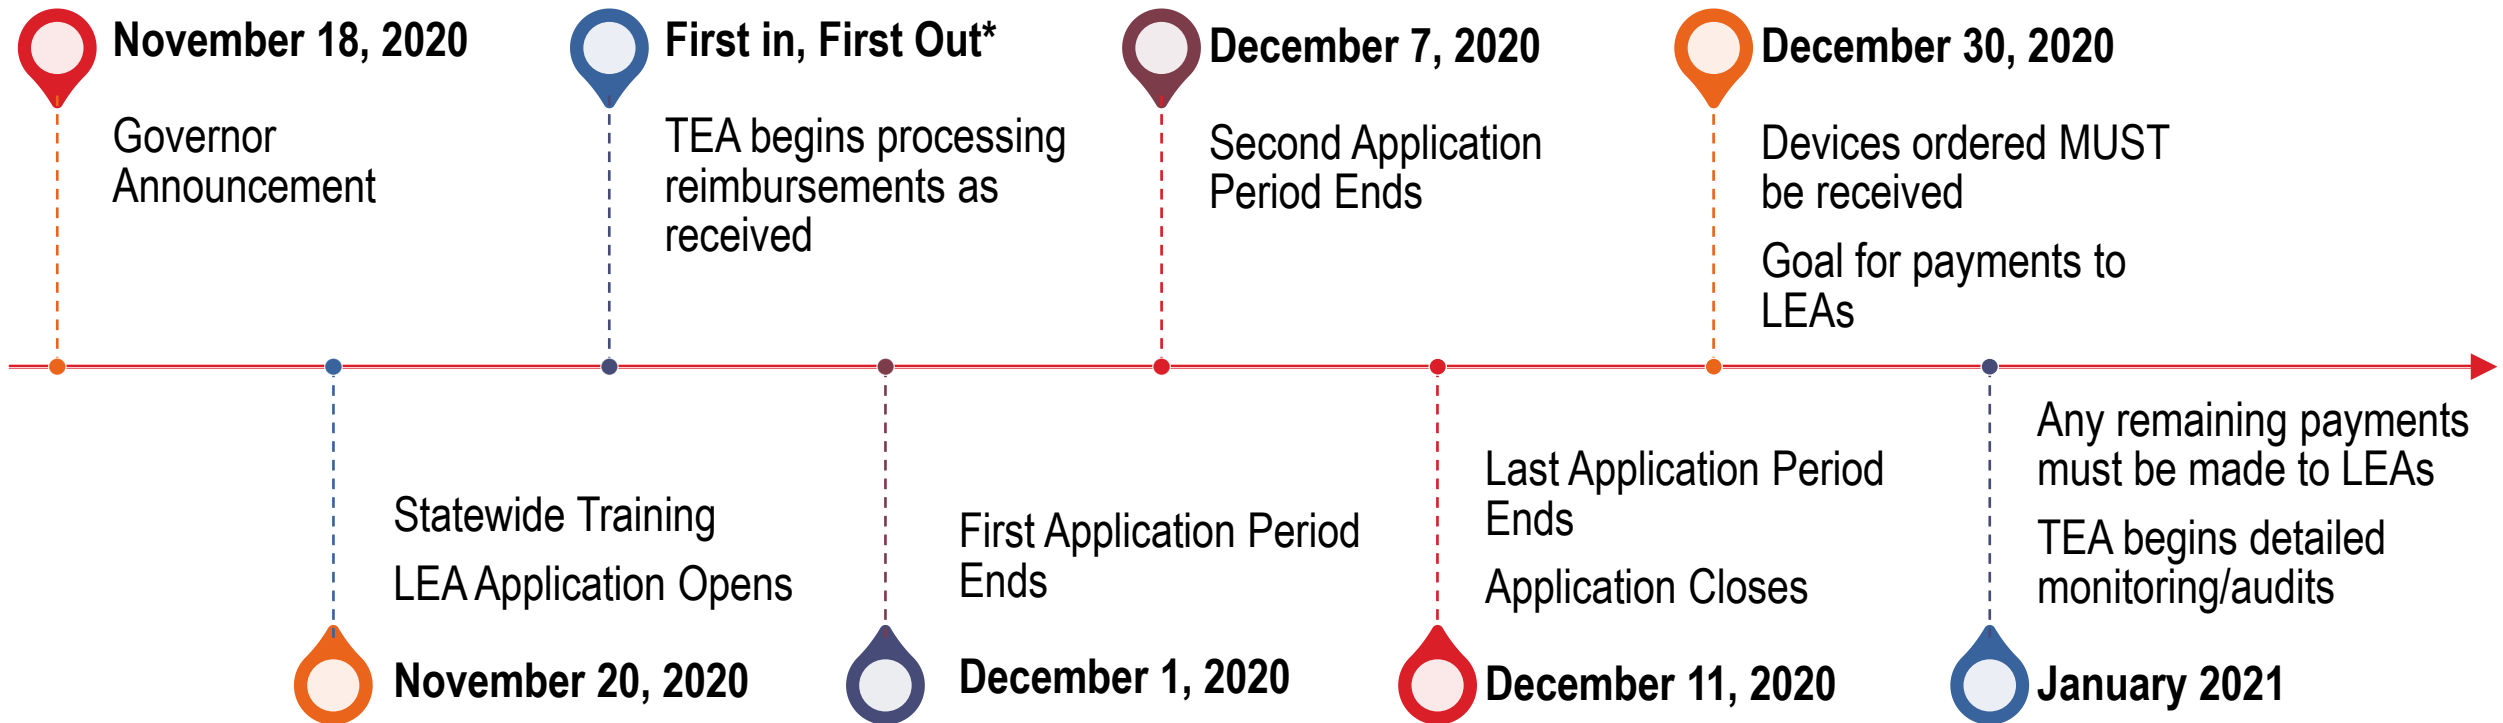 November 18, 2020
Governor
Announcement
First in, First Out*
TEA begins processing
reimbursements as
received
December 7, 2020
Second Application
Period Ends
December 30, 2020
Devices ordered MUST
be received
Goal for payments to
LEAs
Statewide Training
LEA Application Opens
November 20, 2020
First Application Period
Ends
December 1, 2020
Last Application Period
Ends
Application Closes
December 11, 2020
Any remaining payments
must be made to LEAs
TEA begins detailed
monitoring/audits
January 2021